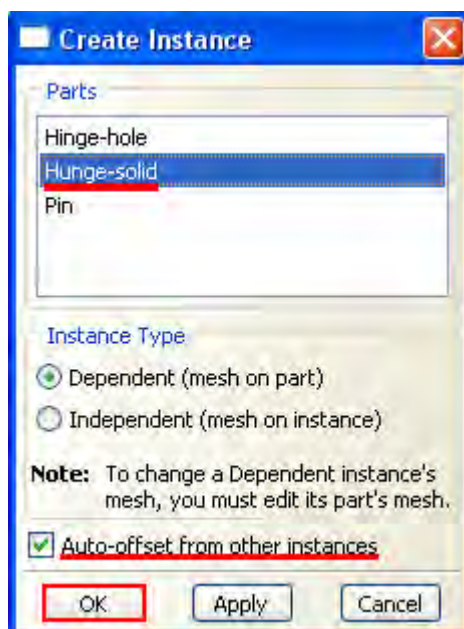 Create Instance
Parts
Hinge-hole
Hunge-solid
Pin
Instance Type
Dependent (mesh on part)
Independent (mesh on instance)
Note: To change a Dependent instance's
mesh, you must edit its part's mesh.
Auto-offset from other instances
OK Apply Cancel